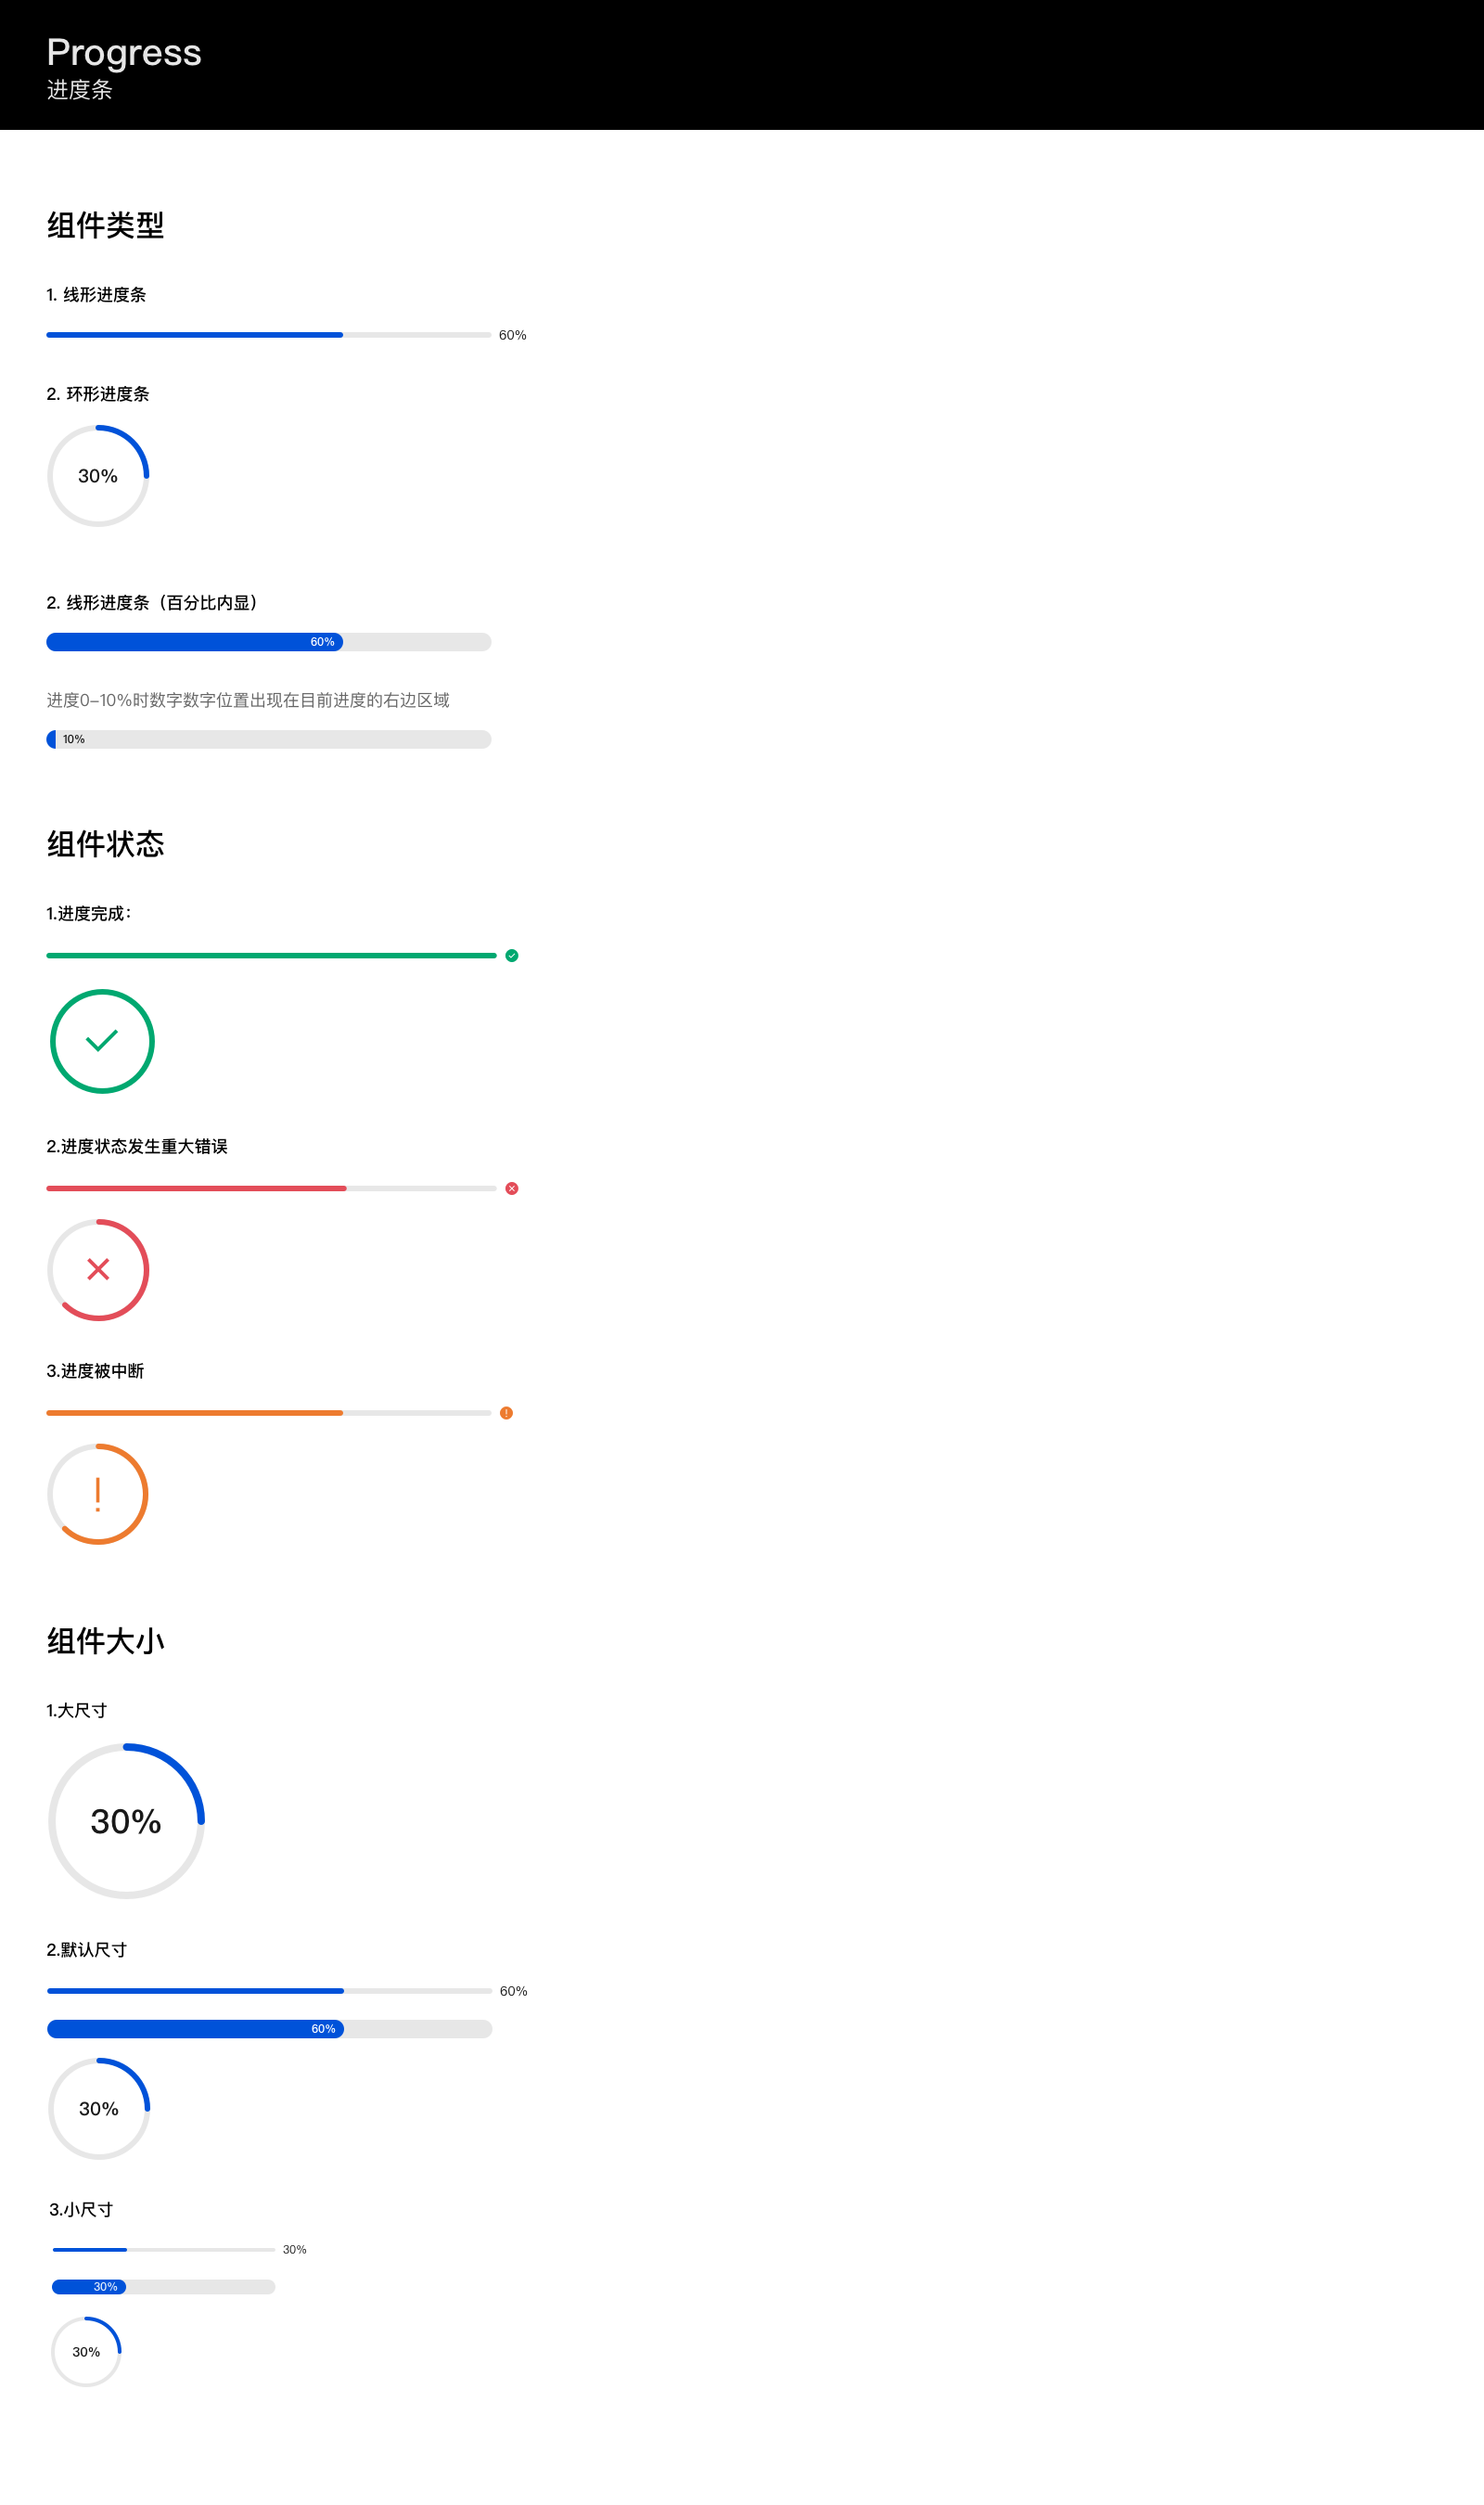 Progress
进度条
组件类型
1. 线形进度条
60%
2. 环形进度条
30%
2. 线形进度条（百分比内显）
60%
进度0–10%时数字数字位置出现在目前进度的右边区域
10%
组件状态
1.进度完成：
2.进度状态发生重大错误
3.进度被中断
组件大小
1.大尺寸
30%
2.默认尺寸
60%
60%
30%
3.小尺寸
30%
30%
30%